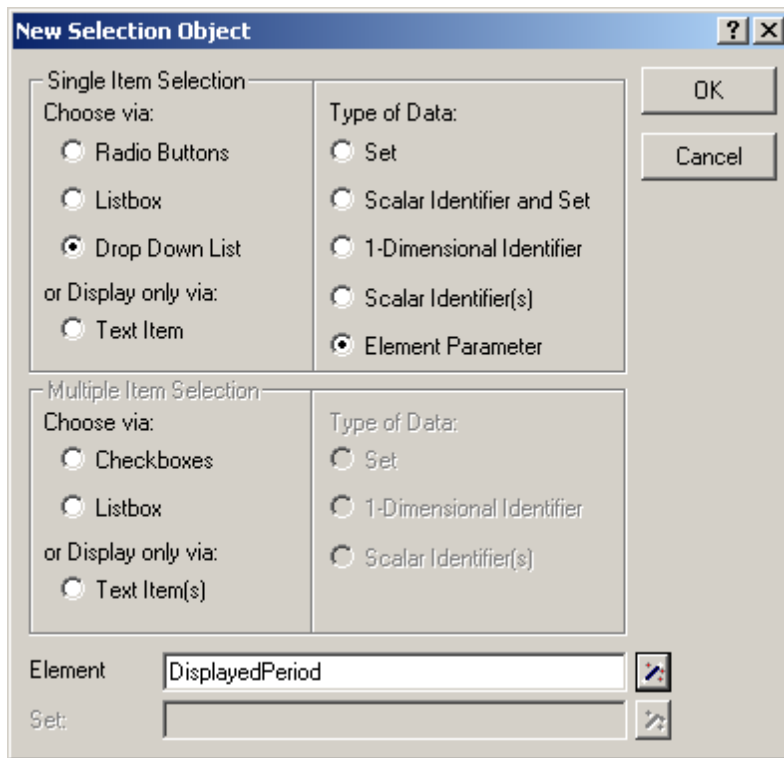 New Selection Object
Single Item Selection
Choose via:
Radio Buttons
Listbox
Drop Down List
or Display only via:
Text Item
Type of Data:
Set
Scalar Identifier and Set
1-Dimensional Identifier
Scalar Identifier(s)
Element Parameter
OK
Cancel
Multiple Item Selection
Choose via:
Checkboxes
Listbox
or Display only via:
Text Item(s)
Type of Data:
Set
1-Dimensional Identifier
Scalar Identifier(s)
Element DisplayedPeriod
Set: